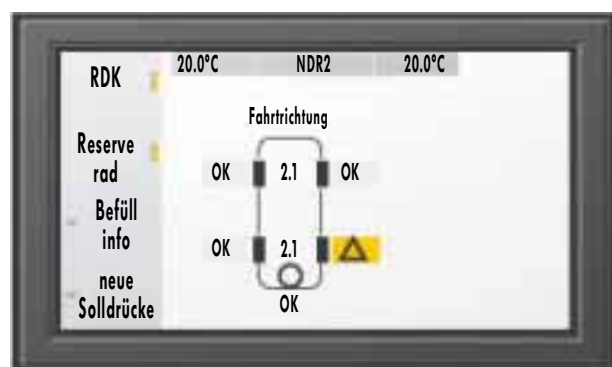 RDK
20.0°C NDR2 20.0°C
Fahrtrichtung
Reserve
rad
OK 2.1 OK
Befüll
info
OK 2.1
neue
Solldrücke
OK